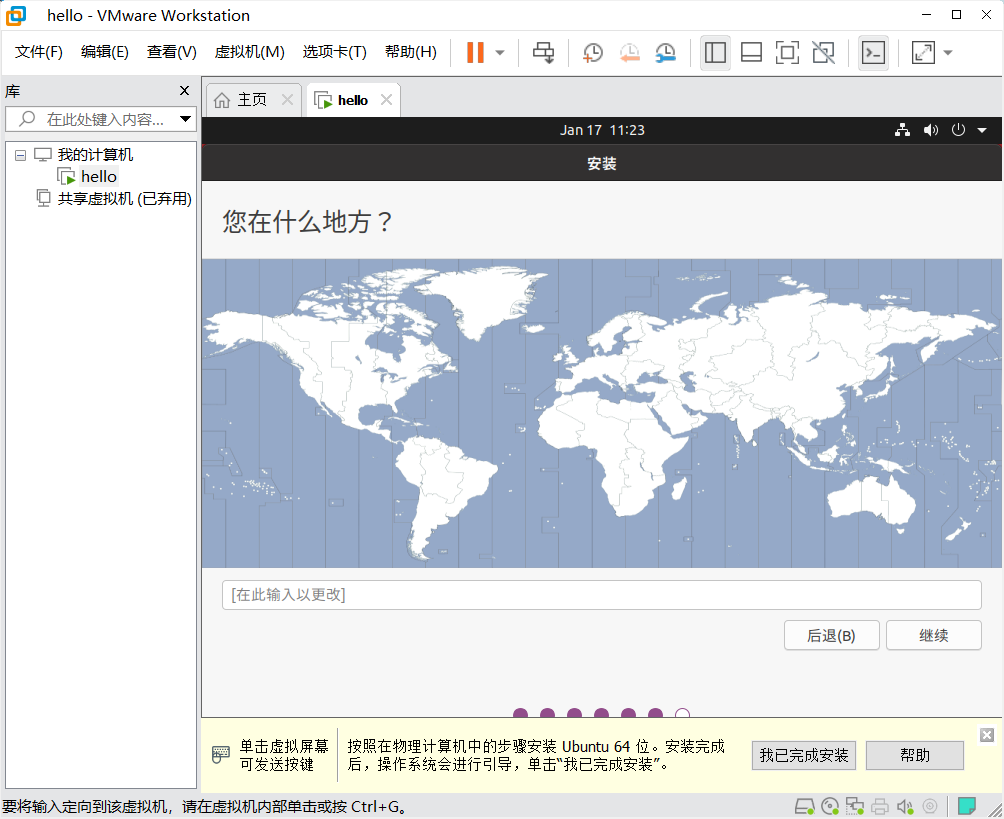 hello - VMware Workstation
文件(F) 编辑(E) 查看(V) 虚拟机(M) 选项卡(T) 帮助(H)
库
在此处键入内容...
我的计算机
hello
共享虚拟机 (已弃用)
主页
hello
Jan 17 11:23
安装
您在什么地方？
[在此输入以更改]
后退(B) 继续
单击虚拟屏幕
可发送按键
按照在物理计算机中的步骤安装 Ubuntu 64 位。安装完成
后，操作系统会进行引导，单击“我已完成安装”。
我已完成安装 帮助
要将输入定向到该虚拟机，请在虚拟机内部单击或按 Ctrl+G。